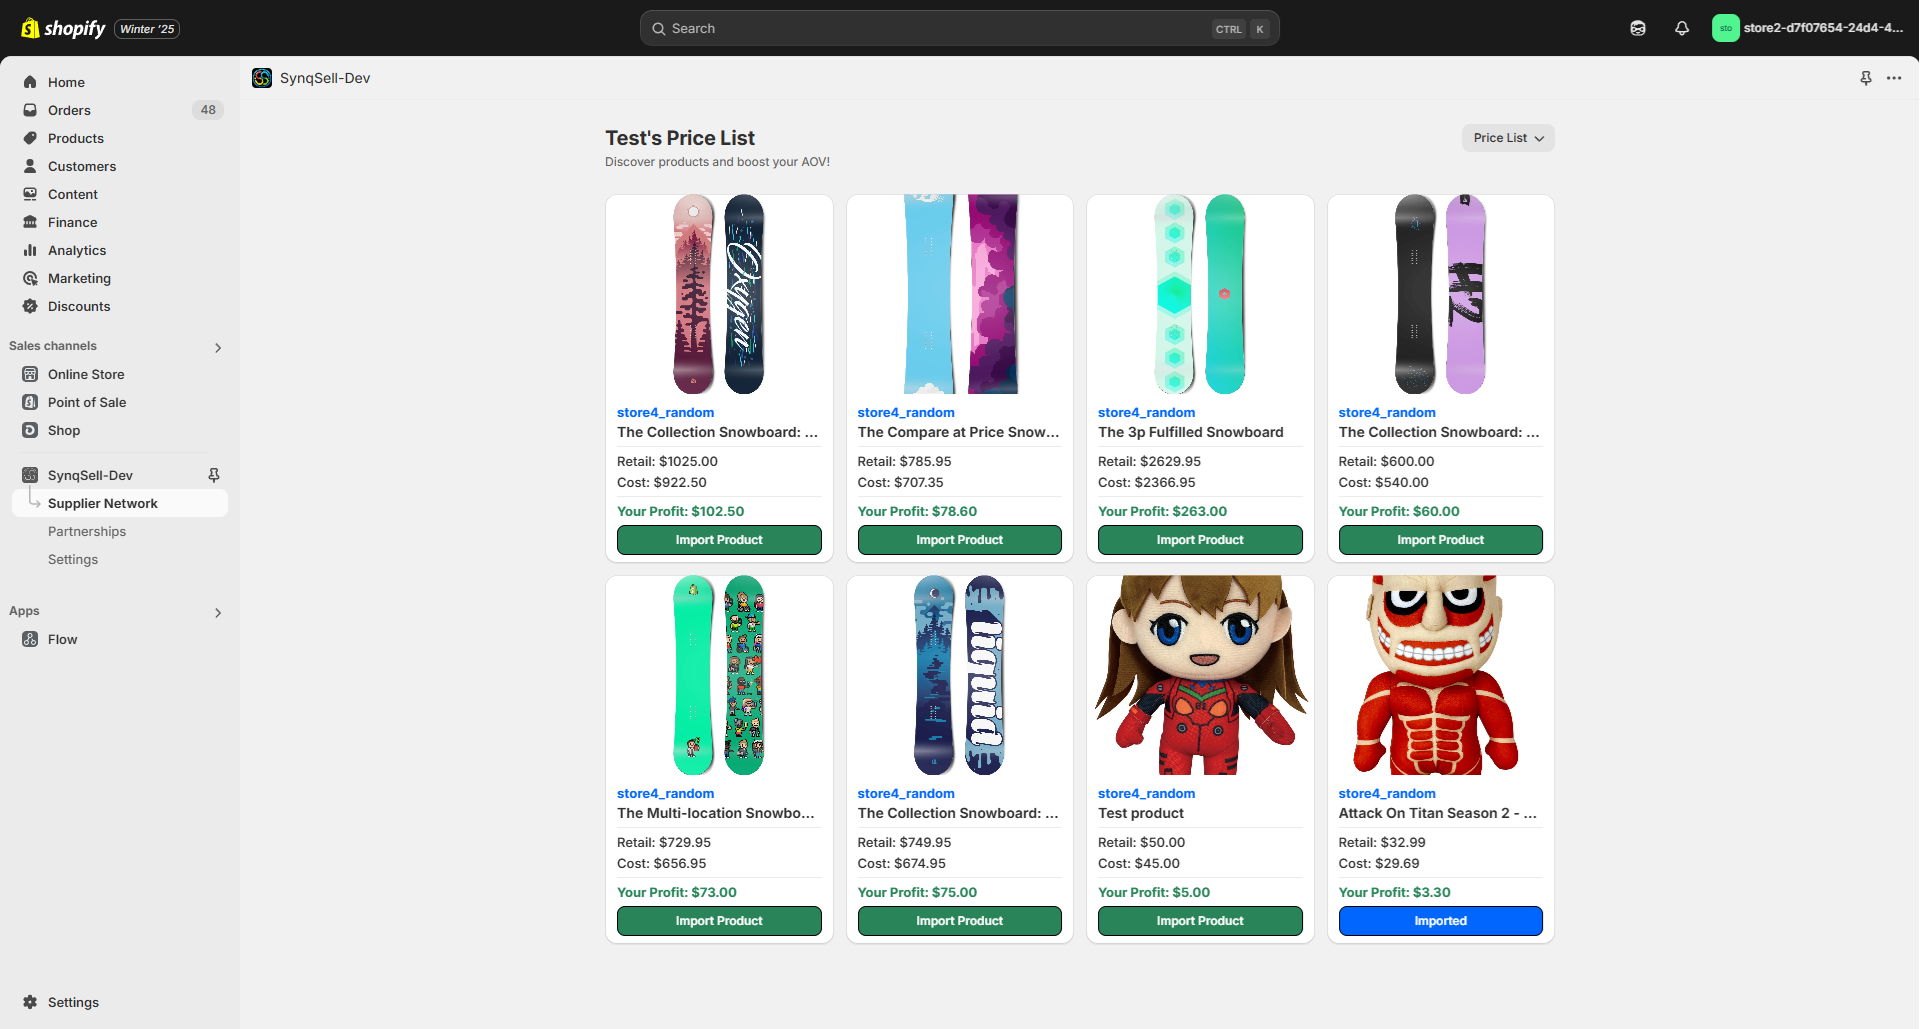 shopify Winter '25
Search CTRL K
sto store2-d7f07654-24d4-4...
Home
Orders 48
Products
Customers
Content
Finance
Analytics
Marketing
Discounts
Sales channels
Online Store
Point of Sale
Shop
SynqSell-Dev
Supplier Network
Partnerships
Settings
Apps
Flow
Settings
SynqSell-Dev
Test's Price List
Price List
Discover products and boost your AOV!
Oxygen
store4_random
The Collection Snowboard: ...
Retail: $1025.00
Cost: $922.50
Your Profit: $102.50
Import Product
store4_random
The Compare at Price Snow...
Retail: $785.95
Cost: $707.35
Your Profit: $78.60
Import Product
store4_random
The 3p Fulfilled Snowboard
Retail: $2629.95
Cost: $2366.95
Your Profit: $263.00
Import Product
store4_random
The Collection Snowboard: ...
Retail: $600.00
Cost: $540.00
Your Profit: $60.00
Import Product
store4_random
The Multi-location Snowbo...
Retail: $729.95
Cost: $656.95
Your Profit: $73.00
Import Product
liquid
store4_random
The Collection Snowboard: ...
Retail: $749.95
Cost: $674.95
Your Profit: $75.00
Import Product
02
store4_random
Test product
Retail: $50.00
Cost: $45.00
Your Profit: $5.00
Import Product
store4_random
Attack On Titan Season 2 - ...
Retail: $32.99
Cost: $29.69
Your Profit: $3.30
Imported